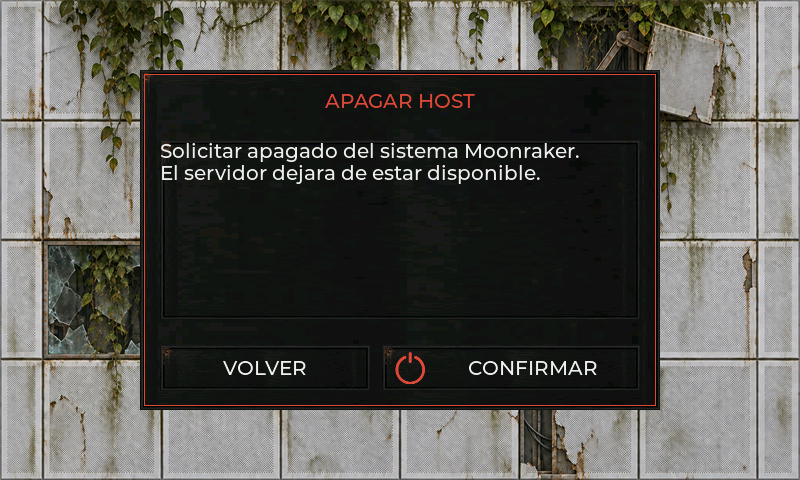 APAGAR HOST
Solicitar apagado del sistema Moonraker.
El servidor dejara de estar disponible.
VOLVER
CONFIRMAR